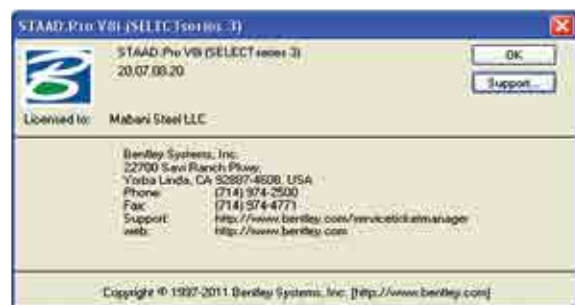 STAAD.Pro V8i (SELECTseries 3)
STAAD.Pro V8i (SELECTseries 3)
20.07.08.20
OK
Support...
Licensed to: Mabani Steel LLC
Bentley Systems, Inc.
22700 Savi Ranch Pkwy,
Yorba Linda, CA 92887-4608, USA
Phone: (714) 974-2500
Fax: (714) 974-4771
Support: http://www.bentley.com/serviceticketmanager
web: http://www.bentley.com
Copyright © 1997-2011 Bentley Systems, Inc. [http://www.bentley.com]